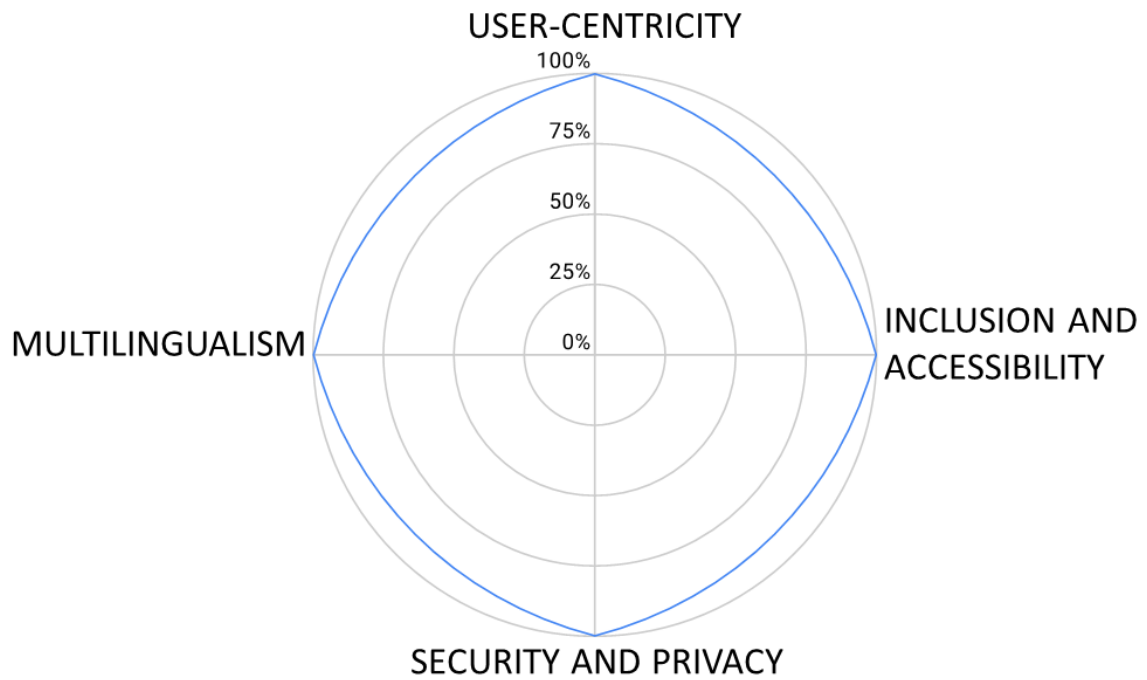 USER-CENTRICITY
100%
75%
50%
25%
0%
MULTILINGUALISM
INCLUSION AND
ACCESSIBILITY
SECURITY AND PRIVACY